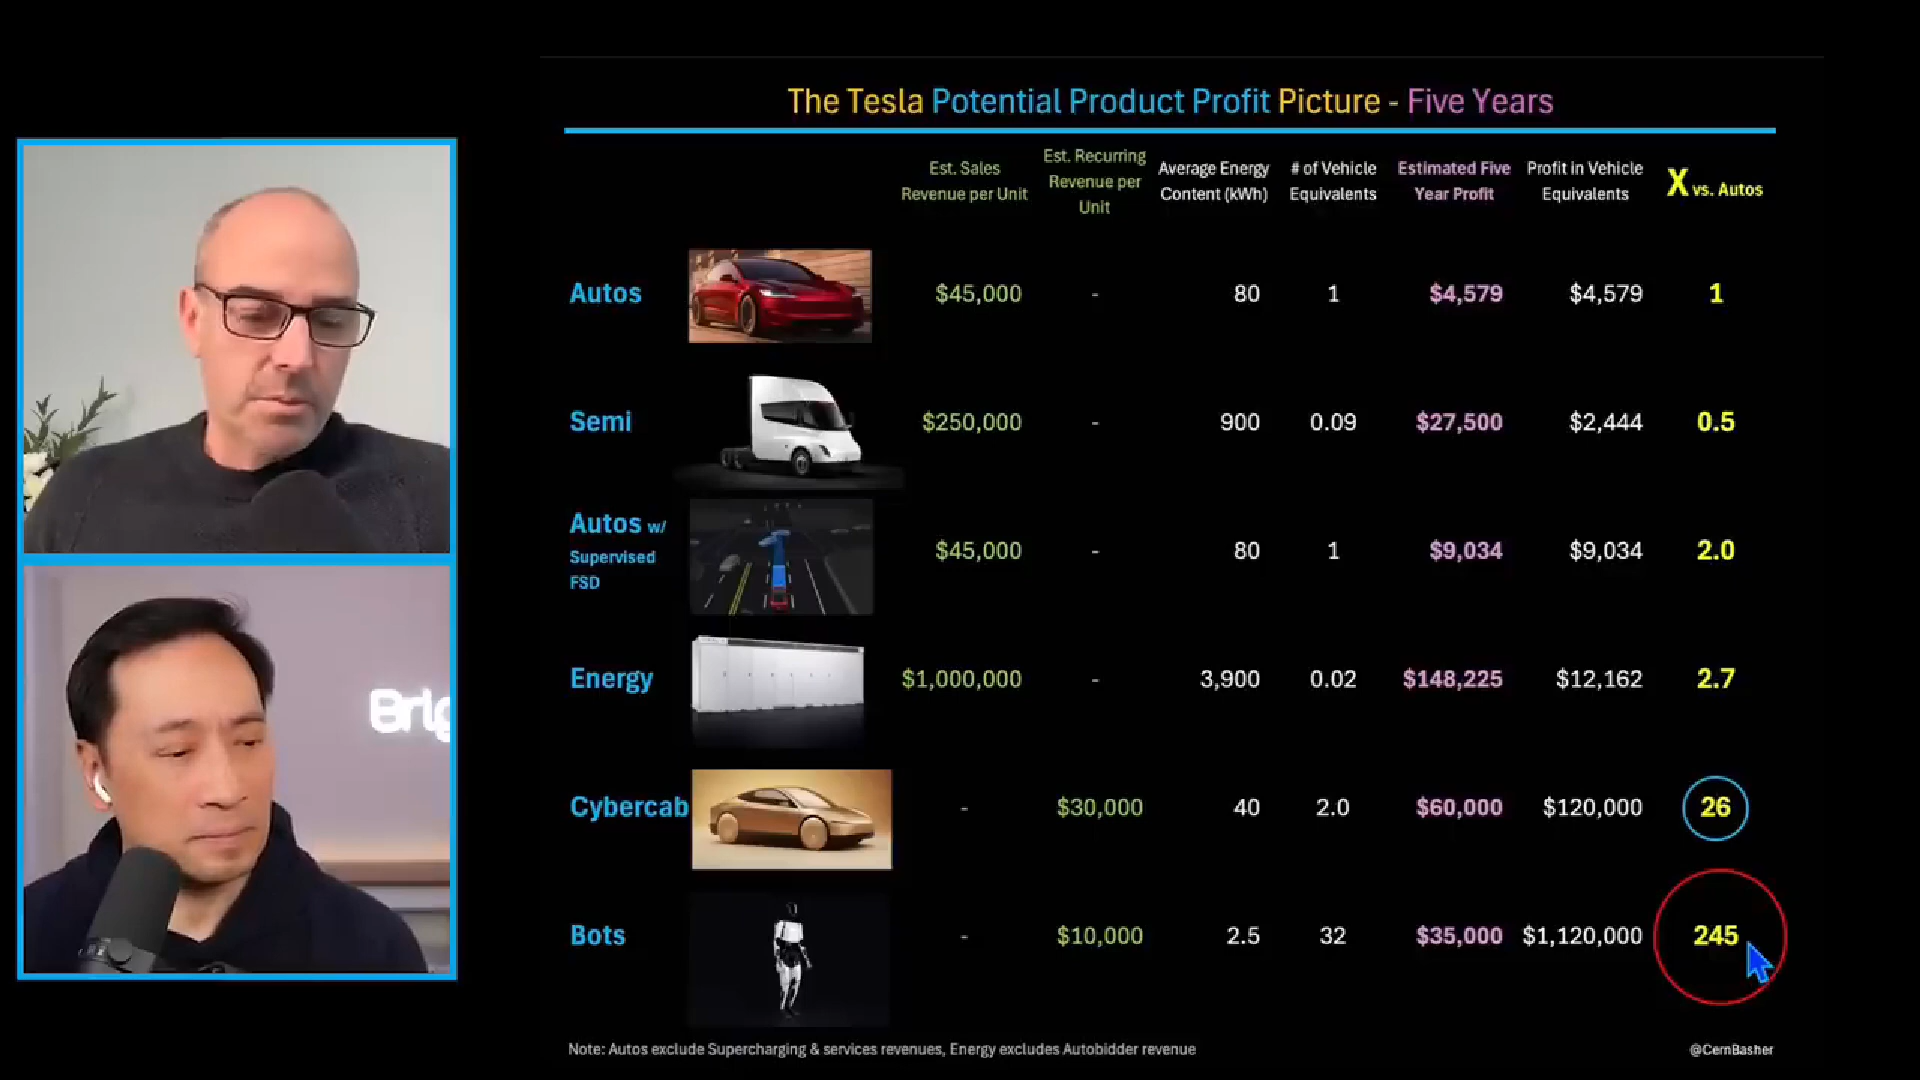 The Tesla Potential Product Profit Picture - Five Years
Est. Sales Revenue per Unit
Est. Recurring Revenue per Unit
Average Energy Content (kWh)
# of Vehicle Equivalents
Estimated Five Year Profit
Profit in Vehicle Equivalents
X vs. Autos
Autos $45,000 - 80 1 $4,579 $4,579 1
Semi $250,000 - 900 0.09 $27,500 $2,444 0.5
Autos w/ Supervised FSD $45,000 - 80 1 $9,034 $9,034 2.0
Energy $1,000,000 - 3,900 0.02 $148,225 $12,162 2.7
Cybercab - $30,000 40 2.0 $60,000 $120,000 26
Bots - $10,000 2.5 32 $35,000 $1,120,000 245
Note: Autos exclude Supercharging & services revenues, Energy excludes Autobidder revenue
@CernBasher
Brig